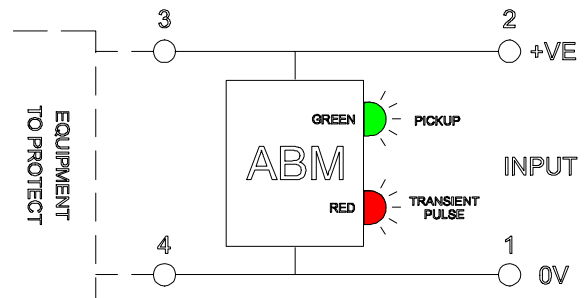 3
2
+VE
EQUIPMENT
TO PROTECT
GREEN
PICKUP
ABM
INPUT
RED
TRANSIENT
PULSE
4
1
0V